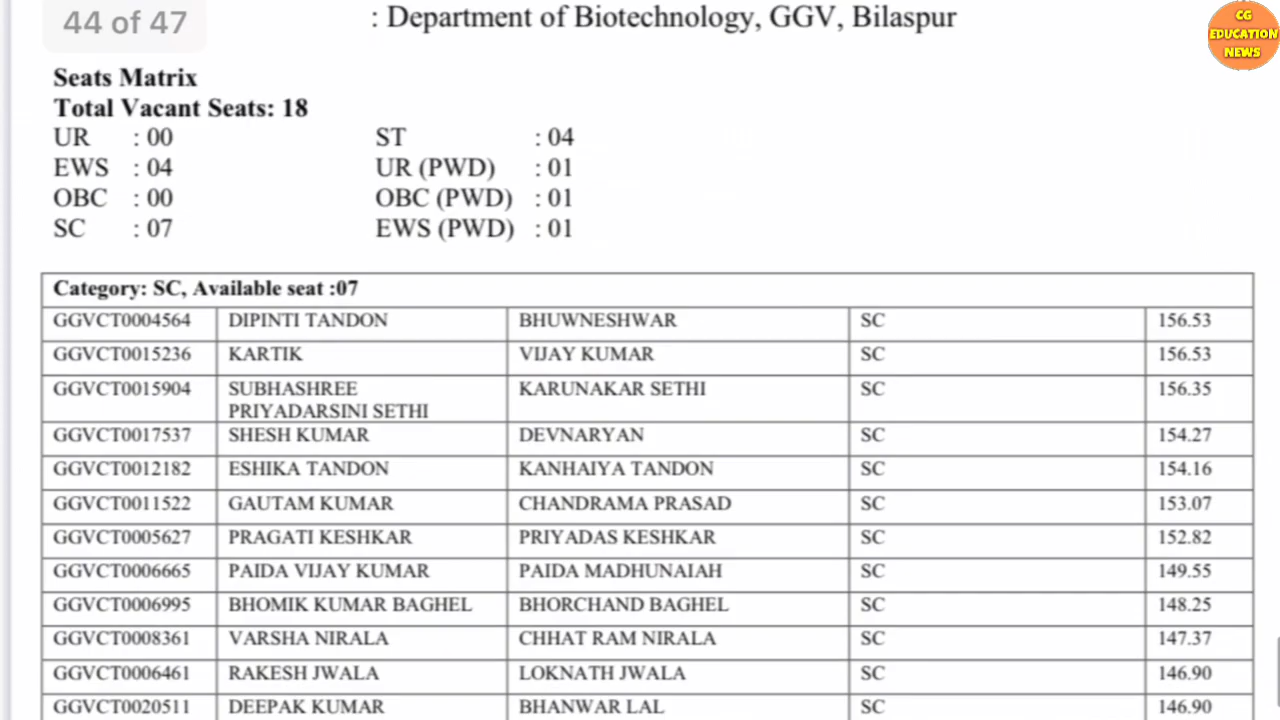 44 of 47
: Department of Biotechnology, GGV, Bilaspur
CG
EDUCATION
NEWS
Seats Matrix
Total Vacant Seats: 18
UR : 00 ST : 04
EWS : 04 UR (PWD) : 01
OBC : 00 OBC (PWD) : 01
SC : 07 EWS (PWD) : 01
Category: SC, Available seat :07
GGVCT0004564 DIPINTI TANDON BHUWNESHWAR SC 156.53
GGVCT0015236 KARTIK VIJAY KUMAR SC 156.53
GGVCT0015904 SUBHASHREE KARUNAKAR SETHI SC 156.35
PRIYADARSINI SETHI
GGVCT0017537 SHESH KUMAR DEVNARYAN SC 154.27
GGVCT0012182 ESHIKA TANDON KANHAIYA TANDON SC 154.16
GGVCT0011522 GAUTAM KUMAR CHANDRAMA PRASAD SC 153.07
GGVCT0005627 PRAGATI KESHKAR PRIYADAS KESHKAR SC 152.82
GGVCT0006665 PAIDA VIJAY KUMAR PAIDA MADHUNAIAH SC 149.55
GGVCT0006995 BHOMIK KUMAR BAGHEL BHORCHAND BAGHEL SC 148.25
GGVCT0008361 VARSHA NIRALA CHHAT RAM NIRALA SC 147.37
GGVCT0006461 RAKESH JWALA LOKNATH JWALA SC 146.90
GGVCT0020511 DEEPAK KUMAR BHANWAR LAL SC 146.90